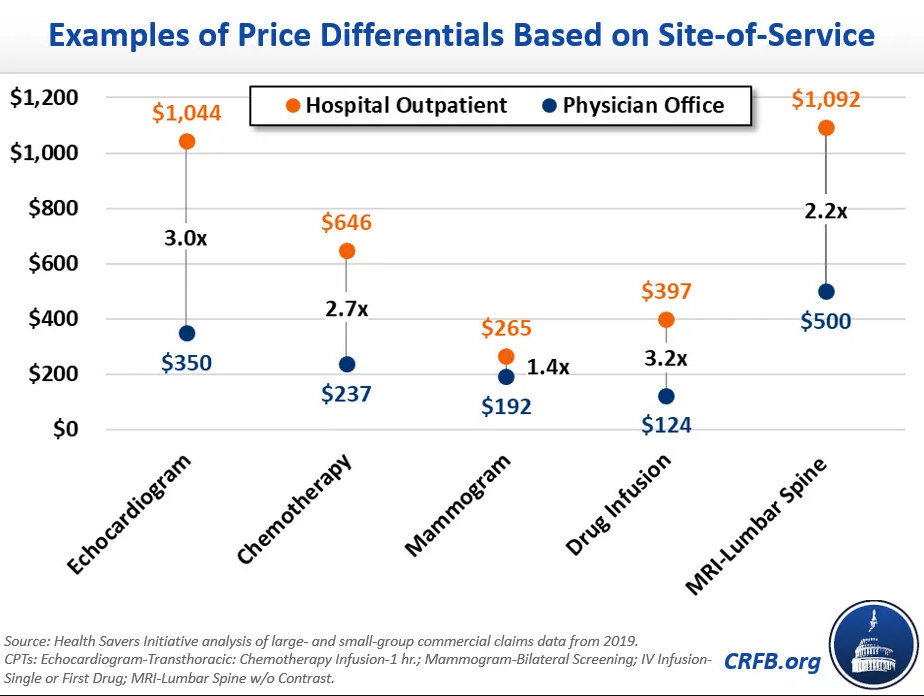 Examples of Price Differentials Based on Site-of-Service
Hospital Outpatient Physician Office
$1,200
$1,000
$800
$600
$400
$200
$0
$1,044
3.0x
$350
$646
2.7x
$237
$265
1.4x
$192
$397
3.2x
$124
$1,092
2.2x
$500
Echocardiogram
Chemotherapy
Mammogram
Drug Infusion
MRI-Lumbar Spine
Source: Health Savers Initiative analysis of large- and small-group commercial claims data from 2019.
CPTs: Echocardiogram-Transthoracic: Chemotherapy Infusion-1 hr.; Mammogram-Bilateral Screening; IV Infusion-
Single or First Drug; MRI-Lumbar Spine w/o Contrast.
CRFB.org